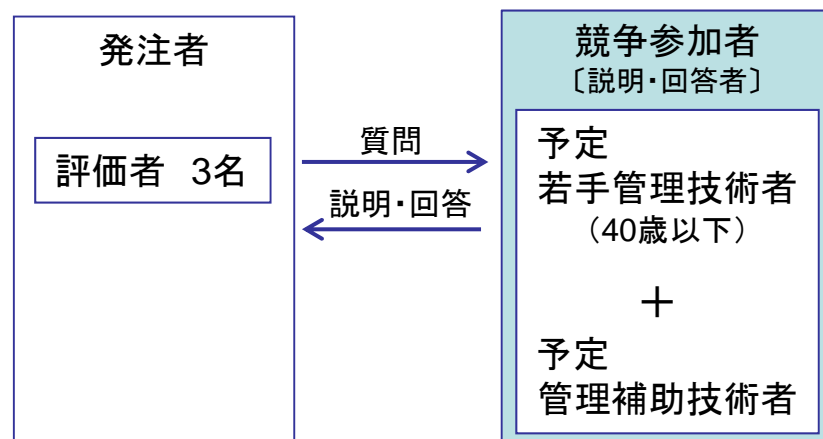 発注者
評価者 3名
質問
説明・回答
競争参加者
〔説明・回答者〕
予定
若手管理技術者
（40歳以下）
＋
予定
管理補助技術者